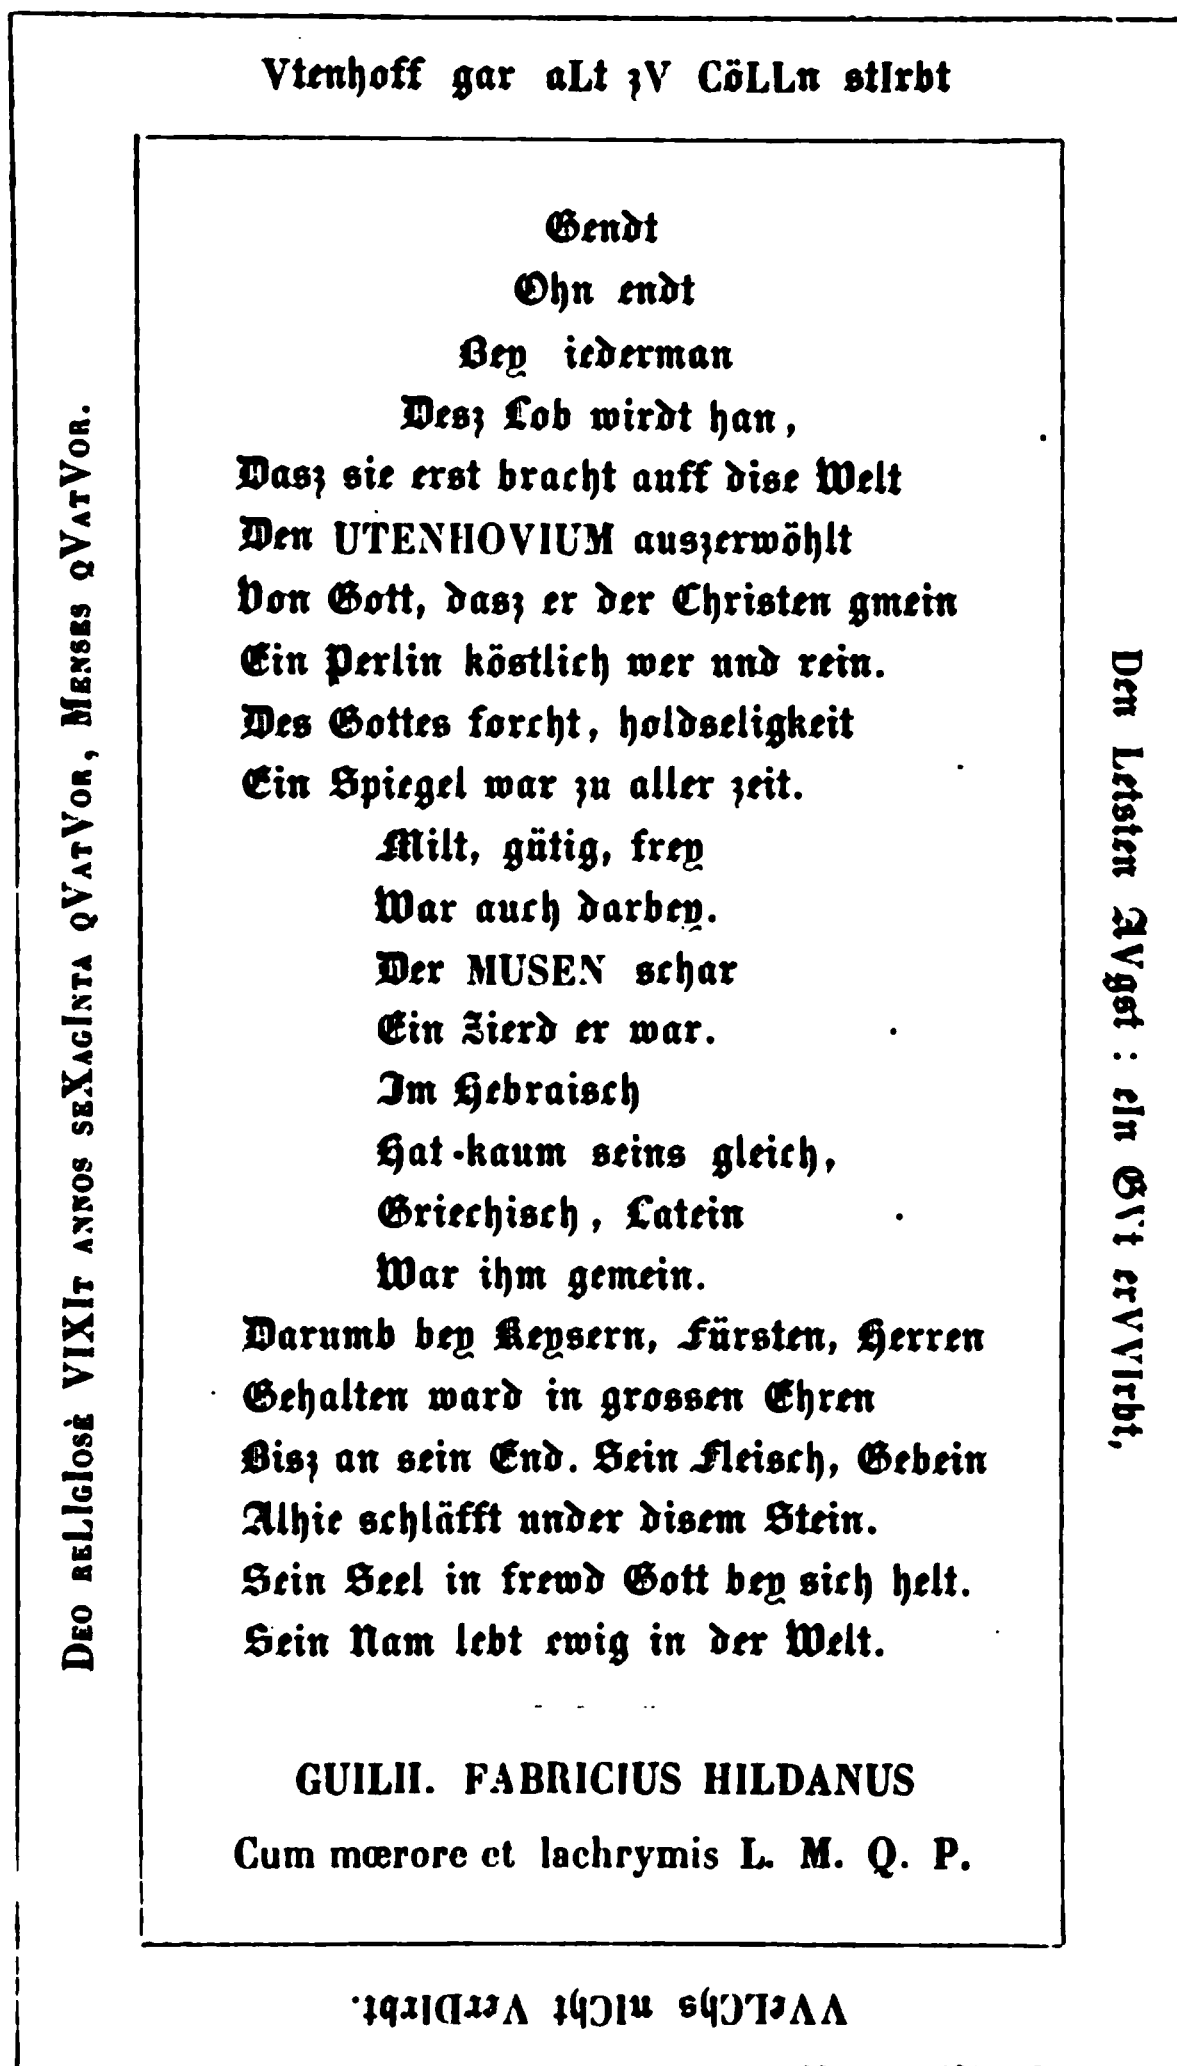 Vtenhoff gar aLt zV CöLLn stIrbt
Den Letsten AVgst : eIn GVt erVVIrbt,
VVeLChs nICht VerDIrbt.
Deo reLIgIosè VIXIt annos seXagInta qVatVor, Menses qVatVor.
Gendt
Ohn endt
Bey iederman
Desz Lob wirdt han,
Dasz sie erst bracht auff dise Welt
Den UTENHOVIUM auszerwöhlt
Von Gott, dasz er der Christen gmein
Ein Perlin köstlich wer unnd rein.
Des Gottes forcht, holdseligkeit
Ein Spiegel war zu aller zeit.
Milt, gütig, frey
War auch darbey.
Der MUSEN schar
Ein Zierd er war.
Im Hebraisch
Hat kaum seins gleich,
Griechisch, Latein
War ihm gemein.
Darumb bey Keysern, Fürsten, Herren
Gehalten ward in grossen Ehren
Bisz an sein End. Sein Fleisch, Gebein
Alhie schläfft under disem Stein.
Sein Seel in frewd Gott bey sich helt.
Sein Nam lebt ewig in der Welt.
GUILH. FABRICIUS HILDANUS
Cum mœrore et lachrymis L. M. Q. P.